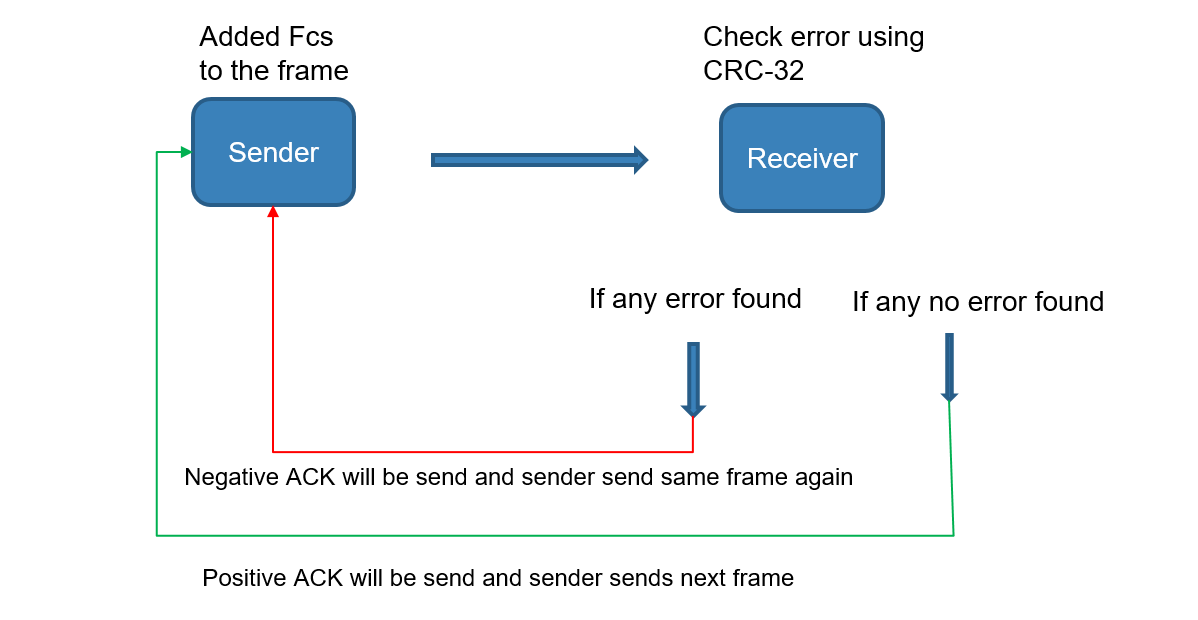 Added Fcs
to the frame
Check error using
CRC-32
Sender
Receiver
If any error found
If any no error found
Negative ACK will be send and sender send same frame again
Positive ACK will be send and sender sends next frame